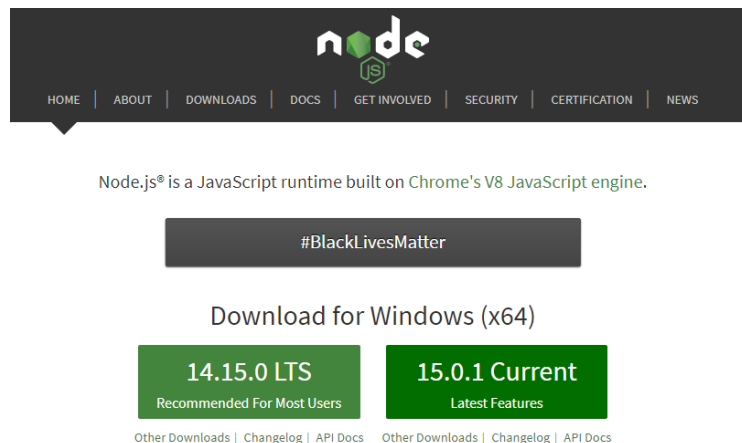 node
JS
HOME | ABOUT | DOWNLOADS | DOCS | GET INVOLVED | SECURITY | CERTIFICATION | NEWS
Node.js® is a JavaScript runtime built on Chrome's V8 JavaScript engine.
#BlackLivesMatter
Download for Windows (x64)
14.15.0 LTS
Recommended For Most Users
15.0.1 Current
Latest Features
Other Downloads | Changelog | API Docs
Other Downloads | Changelog | API Docs